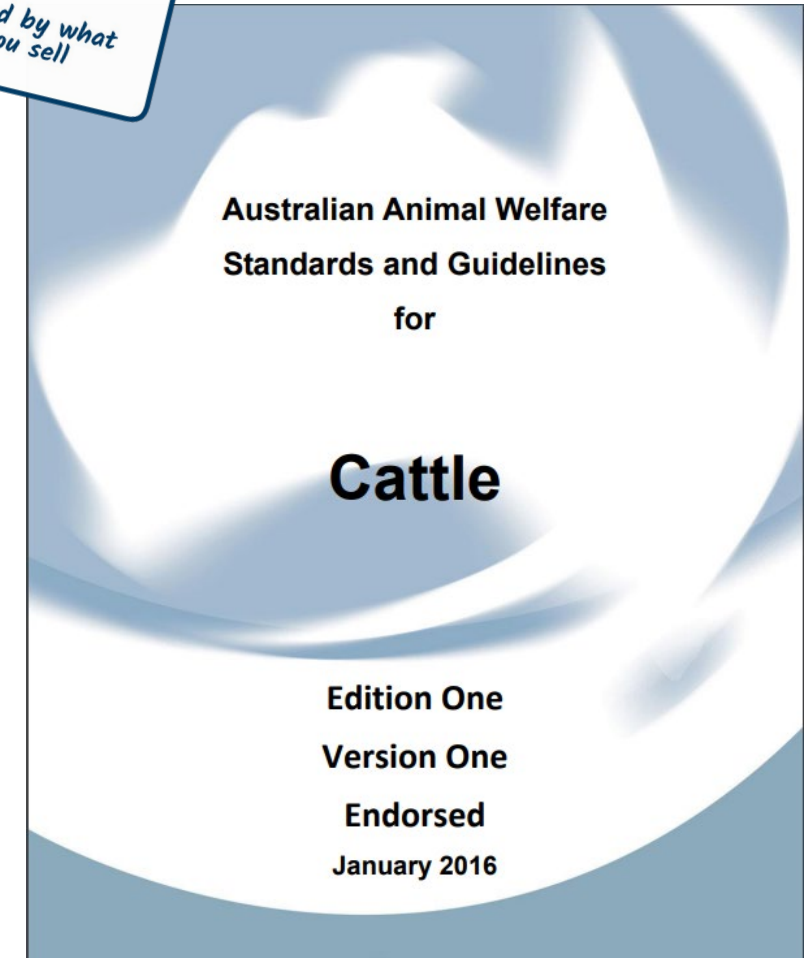 d by what
ou sell
Australian Animal Welfare
Standards and Guidelines
for
Cattle
Edition One
Version One
Endorsed
January 2016